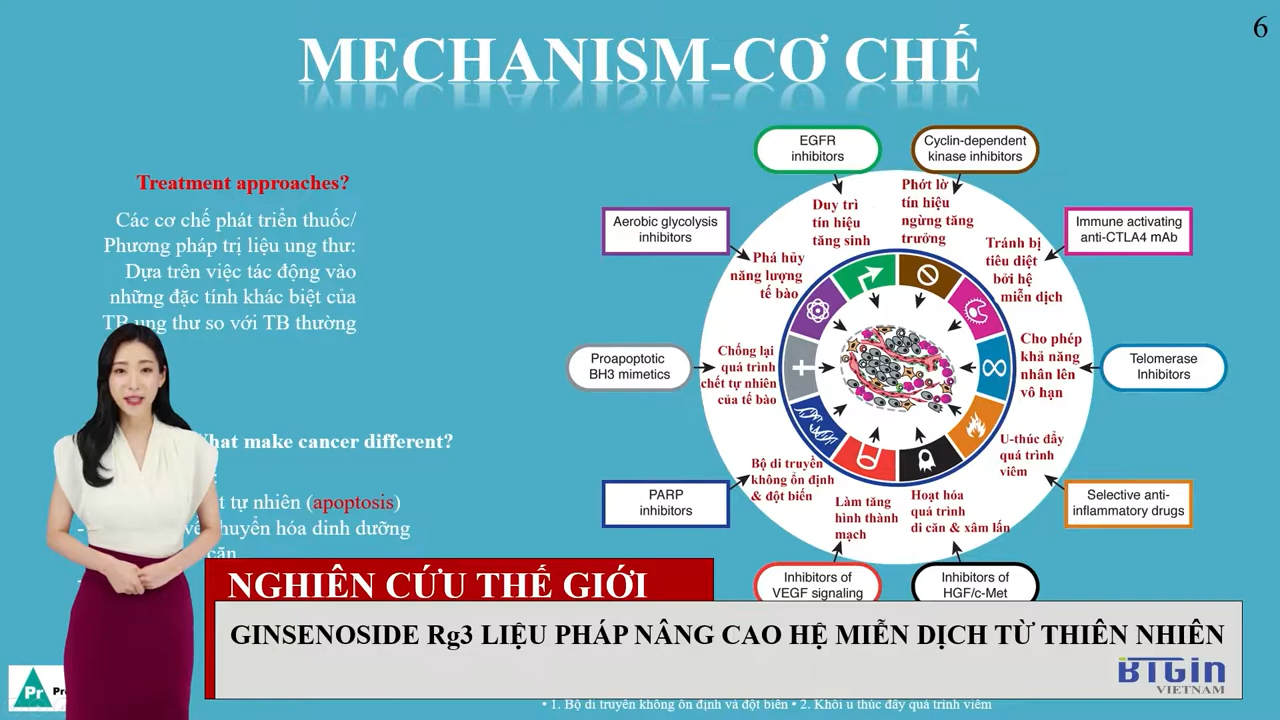 6
MECHANISM-CƠ CHẾ
Treatment approaches?
Các cơ chế phát triển thuốc/
Phương pháp trị liệu ung thư:
Dựa trên việc tác động vào
những đặc tính khác biệt của
TB ung thư so với TB thường
What make cancer different?
t tự nhiên (apoptosis)
huyển hóa dinh dưỡng
căn
EGFR
inhibitors
Cyclin-dependent
kinase inhibitors
Aerobic glycolysis
inhibitors
Immune activating
anti-CTLA4 mAb
Proapoptotic
BH3 mimetics
Telomerase
Inhibitors
PARP
inhibitors
Selective anti-
inflammatory drugs
Inhibitors of
VEGF signaling
Inhibitors of
HGF/c-Met
Duy trì
tín hiệu
tăng sinh
Phớt lờ
tín hiệu
ngừng tăng
trưởng
Phá hủy
năng lượng
tế bào
Tránh bị
tiêu diệt
bởi hệ
miễn dịch
Chống lại
quá trình
chết tự nhiên
của tế bào
Cho phép
khả năng
nhân lên
vô hạn
Bộ di truyền
không ổn định
& đột biến
U-thúc đẩy
quá trình
viêm
Làm tăng
hình thành
mạch
Hoạt hóa
quá trình
di căn & xâm lấn
NGHIÊN CỨU THẾ GIỚI
GINSENOSIDE Rg3 LIỆU PHÁP NÂNG CAO HỆ MIỄN DỊCH TỪ THIÊN NHIÊN
BTGin
VIETNAM
Pr
• 1. Bộ di truyền không ổn định và đột biến • 2. Khối u thúc đẩy quá trình viêm